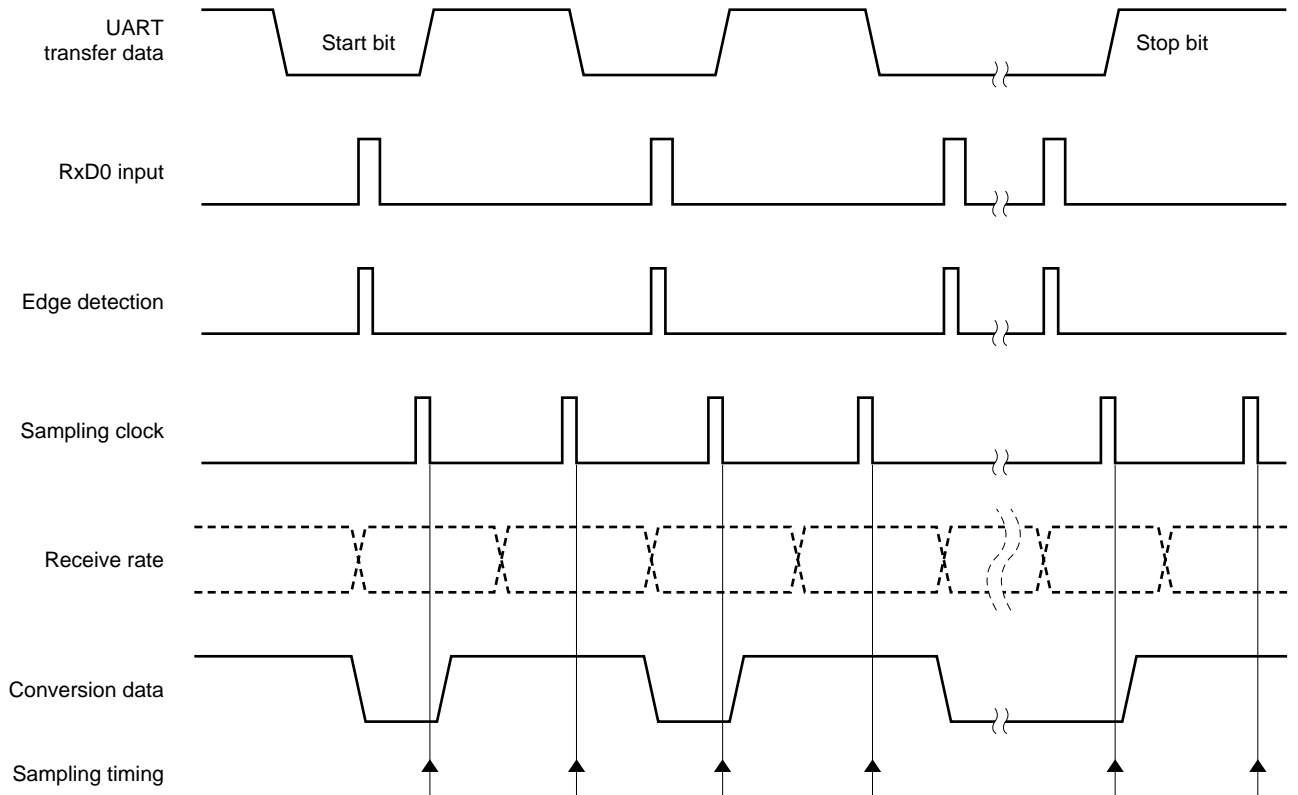 UART
transfer data
Start bit
Stop bit
RxD0 input
Edge detection
Sampling clock
Receive rate
Conversion data
Sampling timing